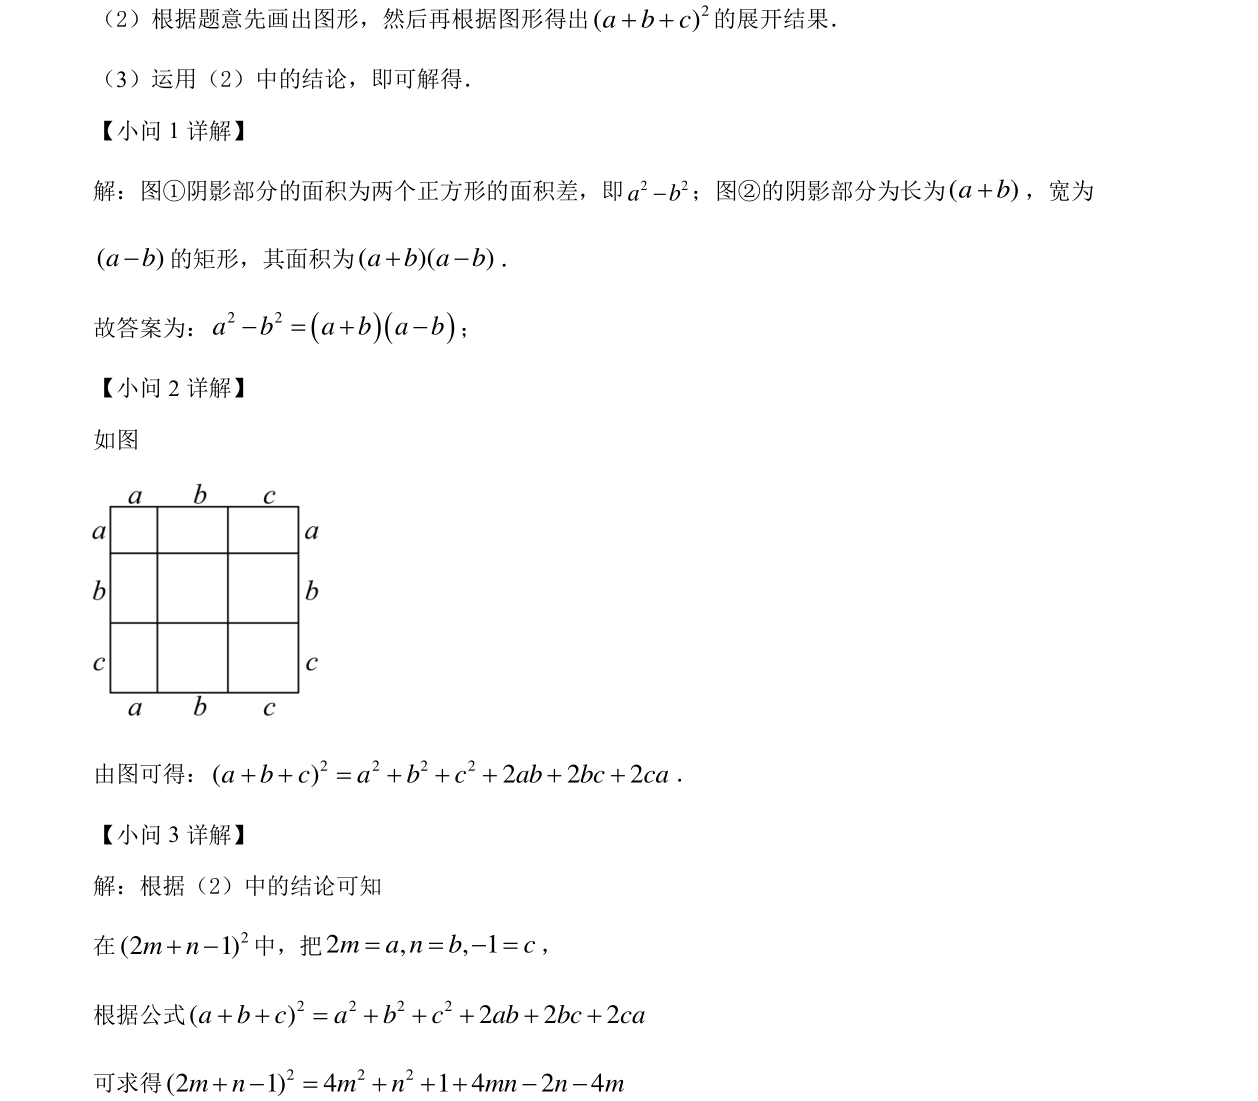 （2）根据题意先画出图形，然后再根据图形得出(a+b+c)²的展开结果．
（3）运用（2）中的结论，即可解得．
【小问 1 详解】
解：图①阴影部分的面积为两个正方形的面积差，即a²−b²；图②的阴影部分为长为(a+b)，宽为
(a−b)的矩形，其面积为(a+b)(a−b)．
故答案为：a²−b²=(a+b)(a−b)；
【小问 2 详解】
如图
a b c
a a
b b
c c
a b c
由图可得：(a+b+c)²=a²+b²+c²+2ab+2bc+2ca．
【小问 3 详解】
解：根据（2）中的结论可知
在(2m+n−1)²中，把2m=a,n=b,−1=c，
根据公式(a+b+c)²=a²+b²+c²+2ab+2bc+2ca
可求得(2m+n−1)²=4m²+n²+1+4mn−2n−4m